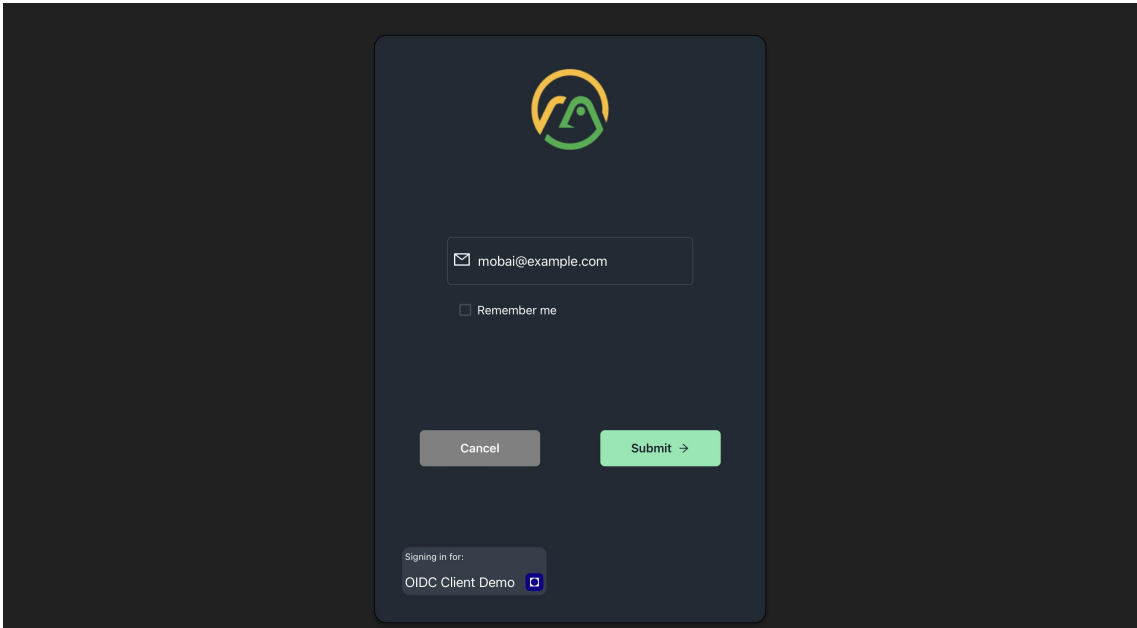 mobai@example.com
Remember me
Cancel
Submit →
Signing in for:
OIDC Client Demo